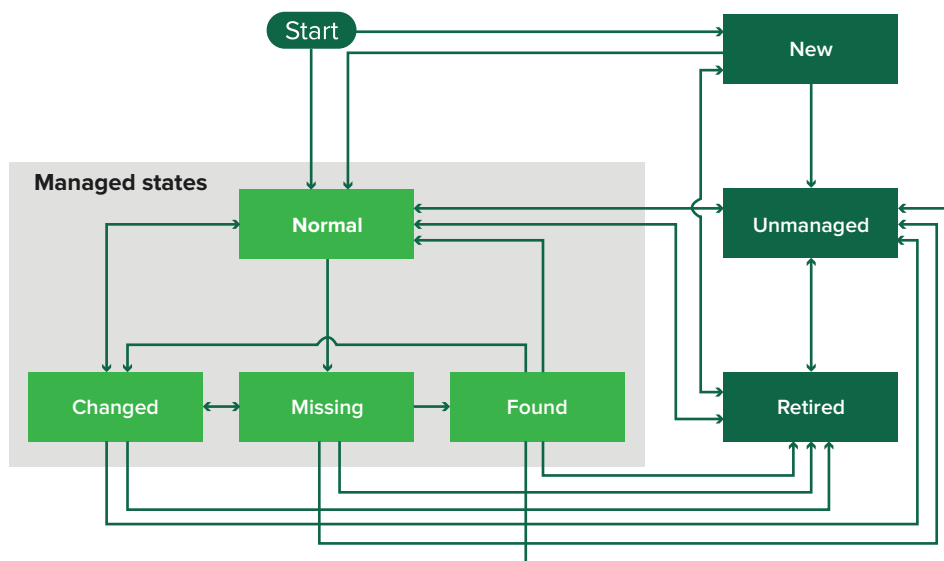 Start
New
Managed states
Normal
Unmanaged
Changed
Missing
Found
Retired